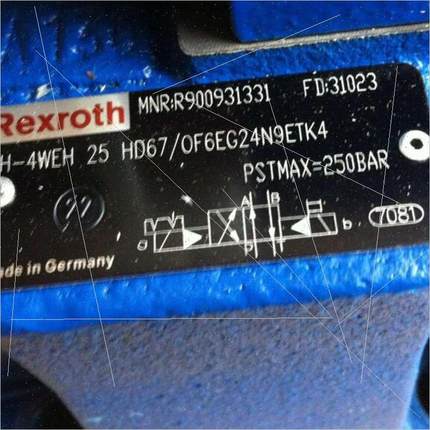 Rexroth MNR:R900931331 FD:31023
H-4WEH 25 HD67/OF6EG24N9ETK4
PSTMAX=250BAR
A B
a b 7081
ade in Germany